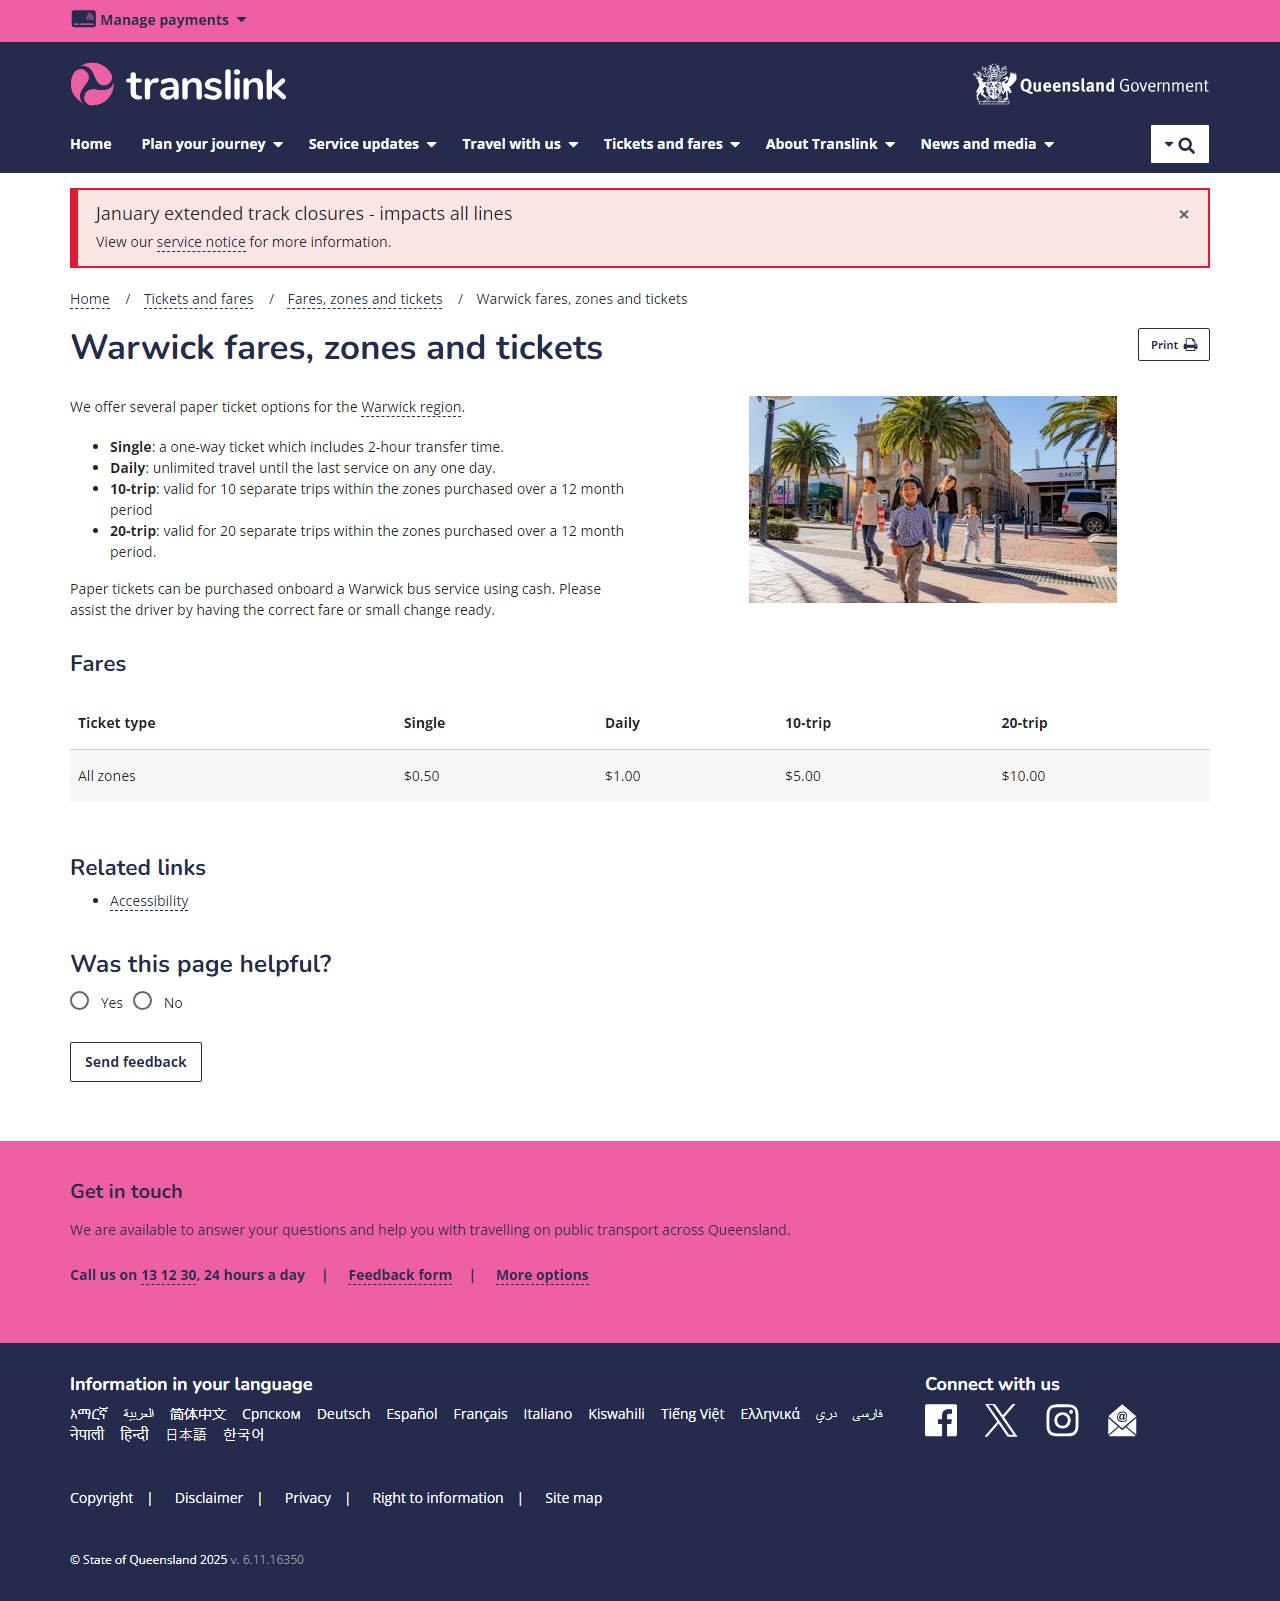 Manage payments
translink
Queensland Government
Home
Plan your journey
Service updates
Travel with us
Tickets and fares
About Translink
News and media
January extended track closures - impacts all lines
×
View our service notice for more information.
Home / Tickets and fares / Fares, zones and tickets / Warwick fares, zones and tickets
Warwick fares, zones and tickets
Print
We offer several paper ticket options for the Warwick region.
• Single: a one-way ticket which includes 2-hour transfer time.
• Daily: unlimited travel until the last service on any one day.
• 10-trip: valid for 10 separate trips within the zones purchased over a 12 month
period
• 20-trip: valid for 20 separate trips within the zones purchased over a 12 month
period.
SUNCORP
Paper tickets can be purchased onboard a Warwick bus service using cash. Please
assist the driver by having the correct fare or small change ready.
Fares
Ticket type Single Daily 10-trip 20-trip
All zones $0.50 $1.00 $5.00 $10.00
Related links
• Accessibility
Was this page helpful?
Yes No
Send feedback
Get in touch
We are available to answer your questions and help you with travelling on public transport across Queensland.
Call us on 13 12 30, 24 hours a day | Feedback form | More options
Information in your language
አማርኛ العربية 简体中文 Српском Deutsch Español Français Italiano Kiswahili Tiếng Việt Ελληνικά دري فارسی
नेपाली हिन्दी 日本語 한국어
Connect with us
Copyright | Disclaimer | Privacy | Right to information | Site map
© State of Queensland 2025 v. 6.11.16350